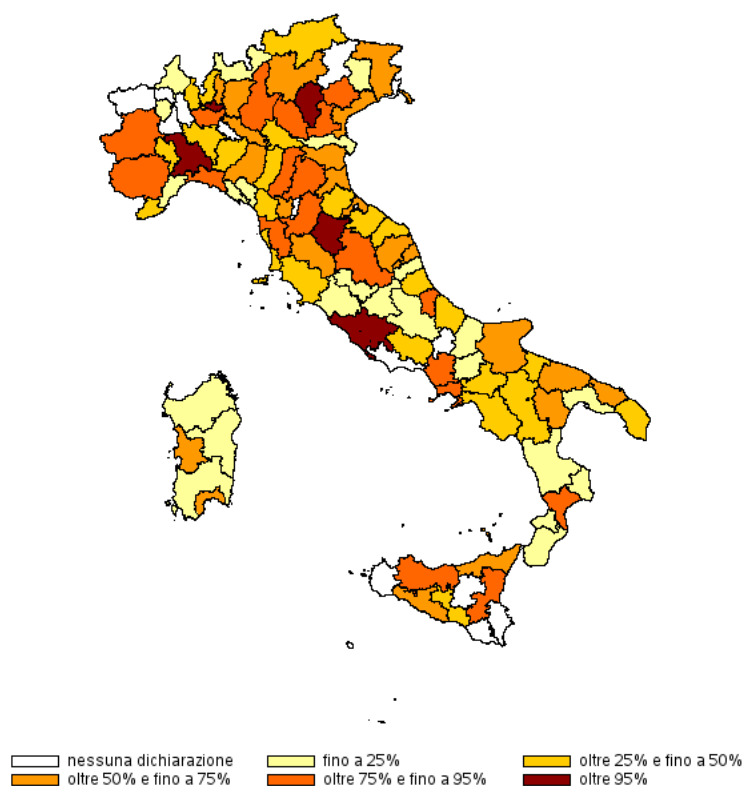 nessuna dichiarazione fino a 25% oltre 25% e fino a 50%
oltre 50% e fino a 75% oltre 75% e fino a 95% oltre 95%